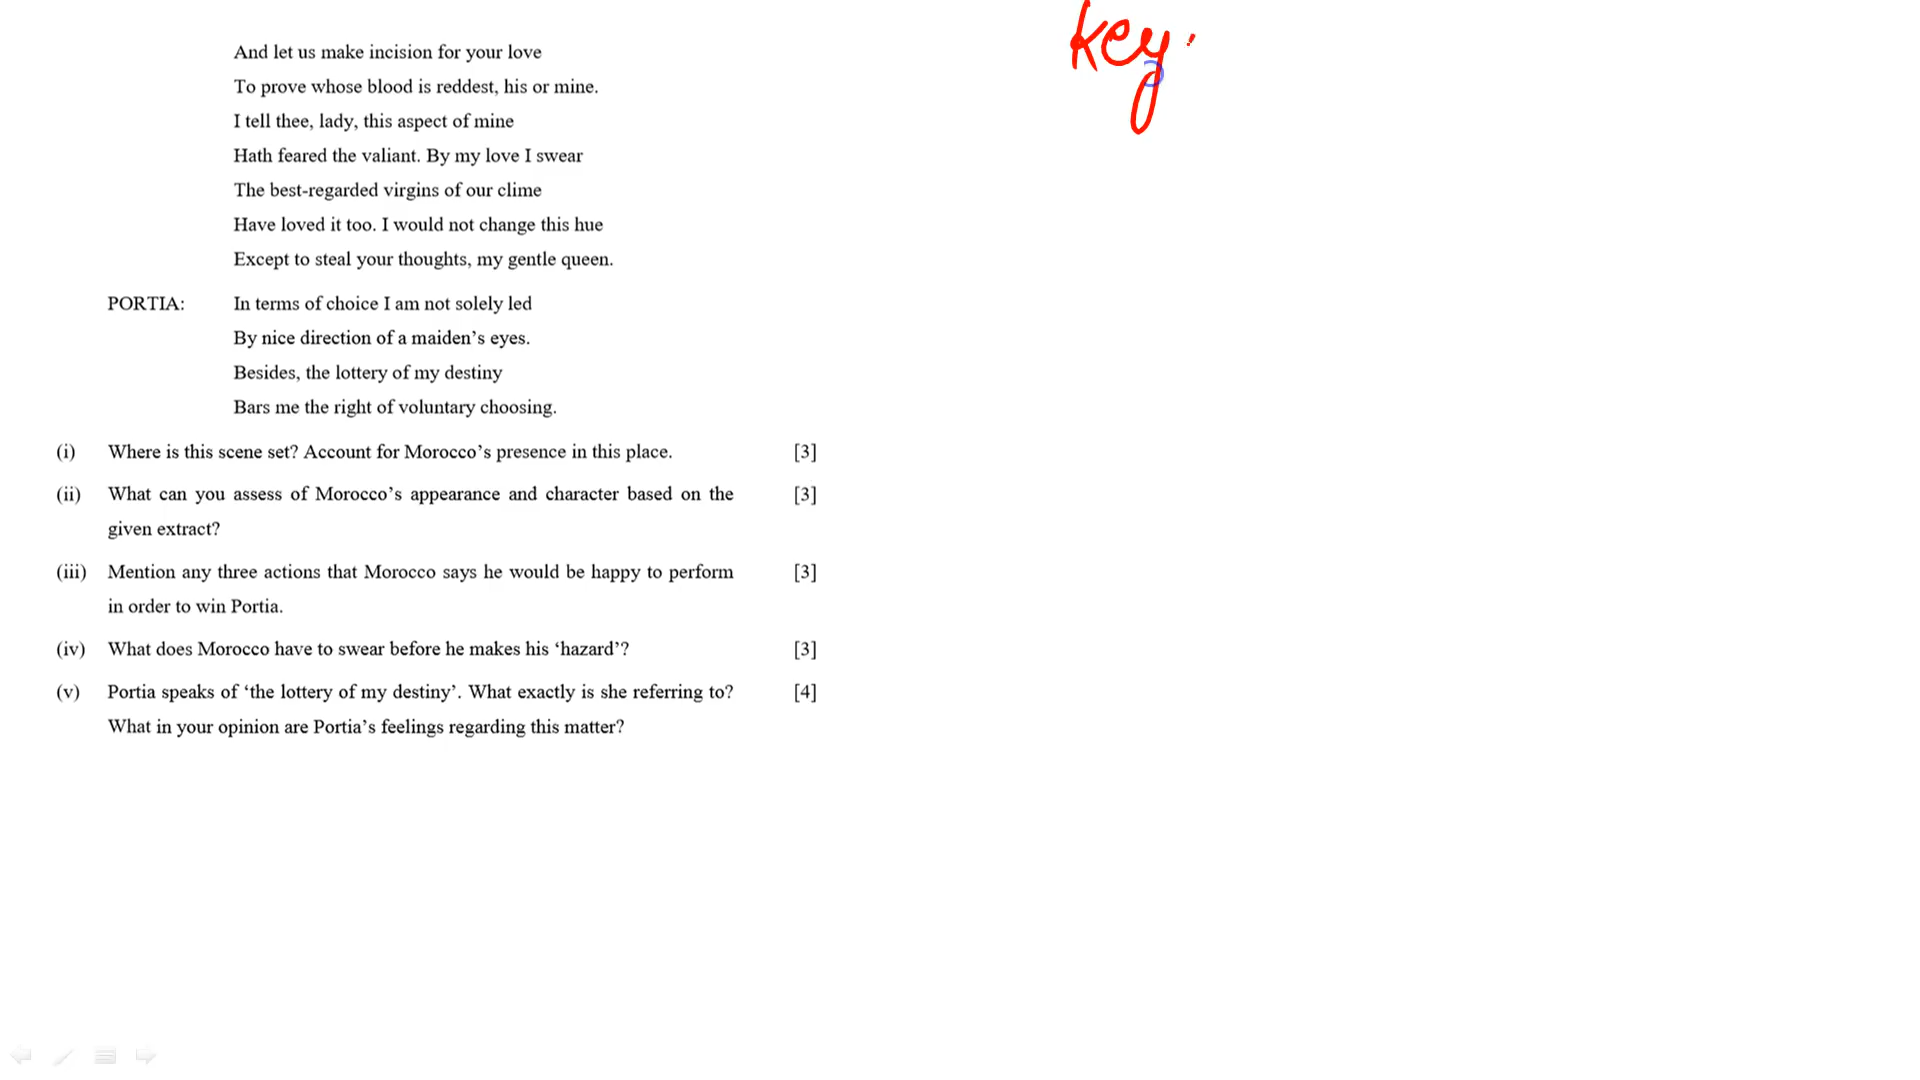 key.
And let us make incision for your love
To prove whose blood is reddest, his or mine.
I tell thee, lady, this aspect of mine
Hath feared the valiant. By my love I swear
The best-regarded virgins of our clime
Have loved it too. I would not change this hue
Except to steal your thoughts, my gentle queen.
PORTIA: In terms of choice I am not solely led
By nice direction of a maiden’s eyes.
Besides, the lottery of my destiny
Bars me the right of voluntary choosing.
(i) Where is this scene set? Account for Morocco’s presence in this place. [3]
(ii) What can you assess of Morocco’s appearance and character based on the [3]
given extract?
(iii) Mention any three actions that Morocco says he would be happy to perform [3]
in order to win Portia.
(iv) What does Morocco have to swear before he makes his ‘hazard’? [3]
(v) Portia speaks of ‘the lottery of my destiny’. What exactly is she referring to? [4]
What in your opinion are Portia’s feelings regarding this matter?